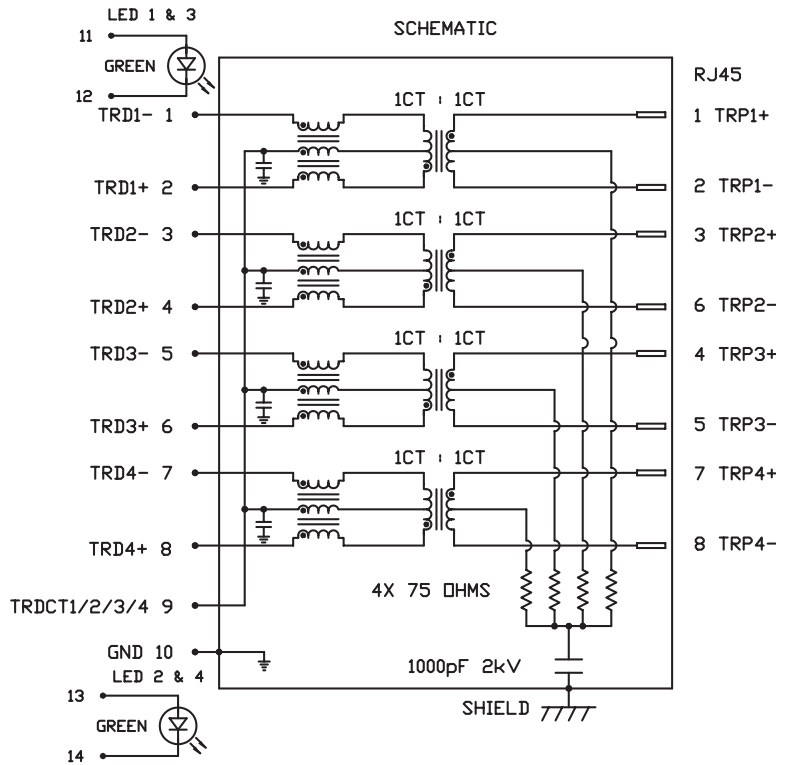 LED 1 & 3
SCHEMATIC
11
GREEN
12
RJ45
1CT : 1CT
TRD1- 1
1 TRP1+
TRD1+ 2
2 TRP1-
1CT : 1CT
TRD2- 3
3 TRP2+
TRD2+ 4
6 TRP2-
1CT : 1CT
TRD3- 5
4 TRP3+
TRD3+ 6
5 TRP3-
1CT : 1CT
TRD4- 7
7 TRP4+
TRD4+ 8
8 TRP4-
4X 75 OHMS
TRDCT1/2/3/4 9
GND 10
1000pF 2kV
LED 2 & 4
13
SHIELD
GREEN
14